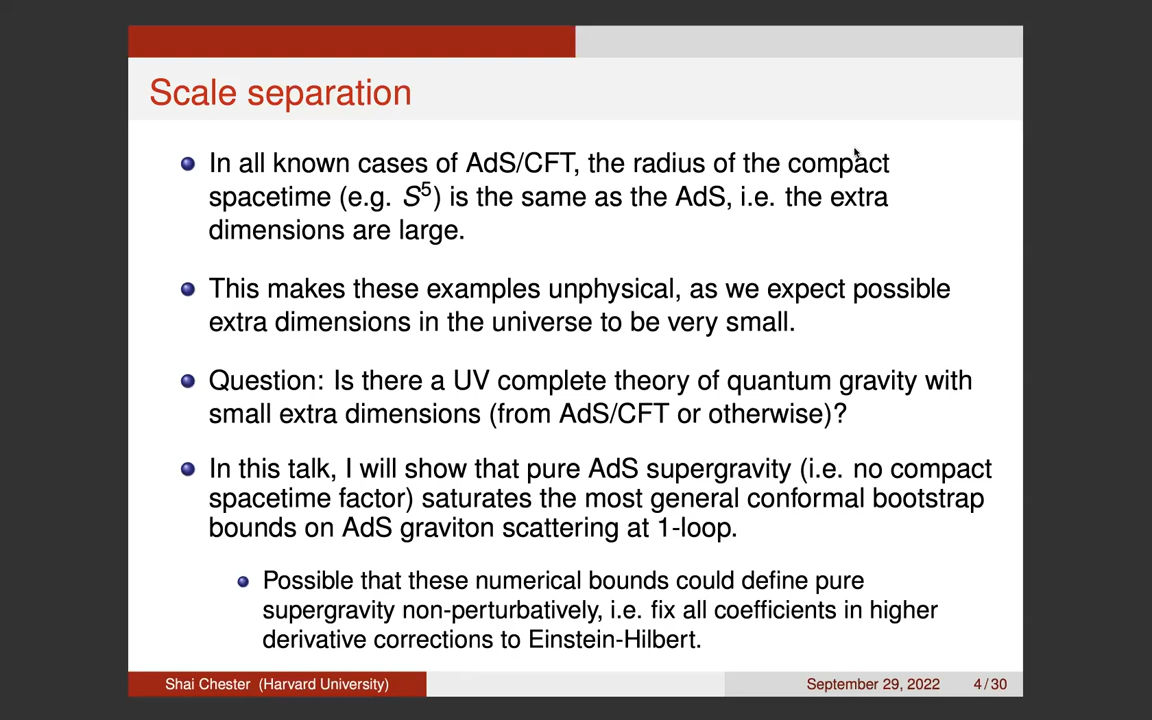 Scale separation
In all known cases of AdS/CFT, the radius of the compact
spacetime (e.g. S⁵) is the same as the AdS, i.e. the extra
dimensions are large.
This makes these examples unphysical, as we expect possible
extra dimensions in the universe to be very small.
Question: Is there a UV complete theory of quantum gravity with
small extra dimensions (from AdS/CFT or otherwise)?
In this talk, I will show that pure AdS supergravity (i.e. no compact
spacetime factor) saturates the most general conformal bootstrap
bounds on AdS graviton scattering at 1-loop.
Possible that these numerical bounds could define pure
supergravity non-perturbatively, i.e. fix all coefficients in higher
derivative corrections to Einstein-Hilbert.
Shai Chester (Harvard University) September 29, 2022 4/30